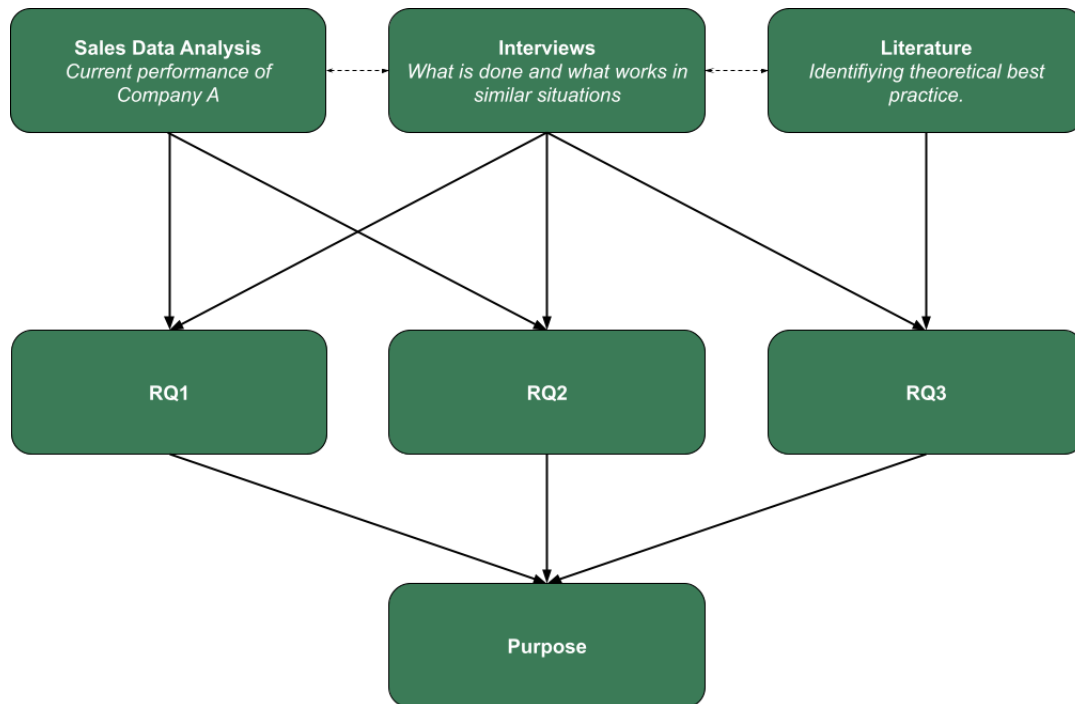 Sales Data Analysis
Current performance of
Company A
Interviews
What is done and what works in
similar situations
Literature
Identifiying theoretical best
practice.
RQ1
RQ2
RQ3
Purpose